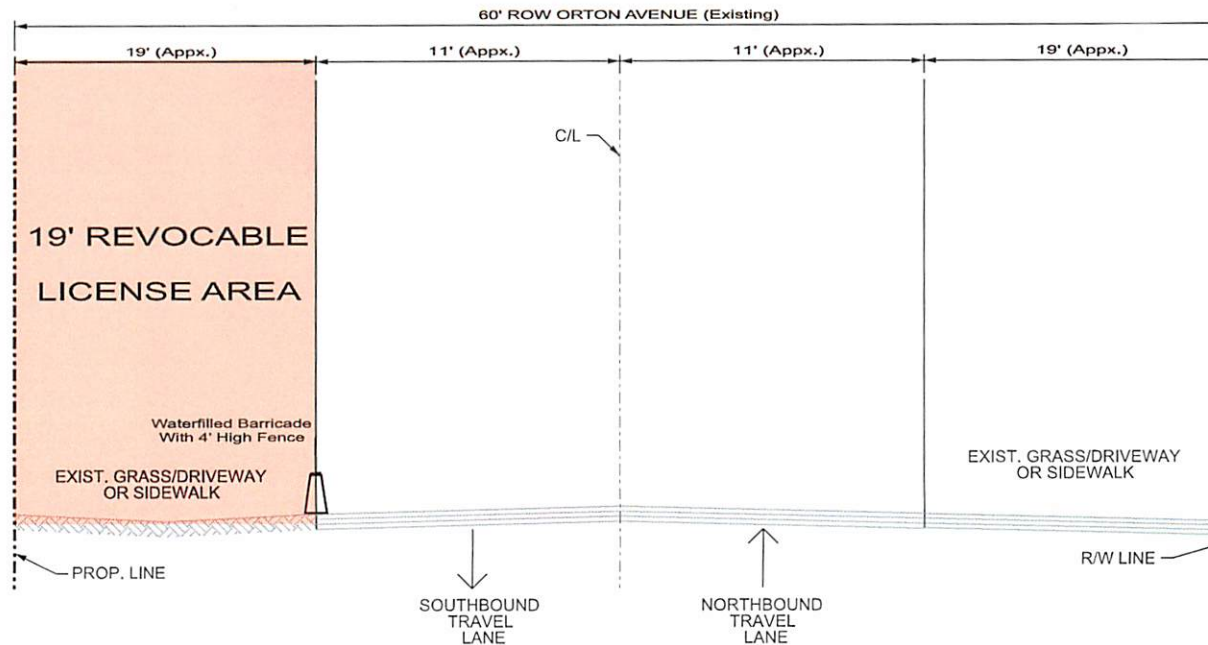 60' ROW ORTON AVENUE (Existing)
19' (Appx.)
11' (Appx.)
11' (Appx.)
19' (Appx.)
C/L
19' REVOCABLE
LICENSE AREA
Waterfilled Barricade
With 4' High Fence
EXIST. GRASS/DRIVEWAY
OR SIDEWALK
EXIST. GRASS/DRIVEWAY
OR SIDEWALK
PROP. LINE
R/W LINE
SOUTHBOUND
TRAVEL
LANE
NORTHBOUND
TRAVEL
LANE